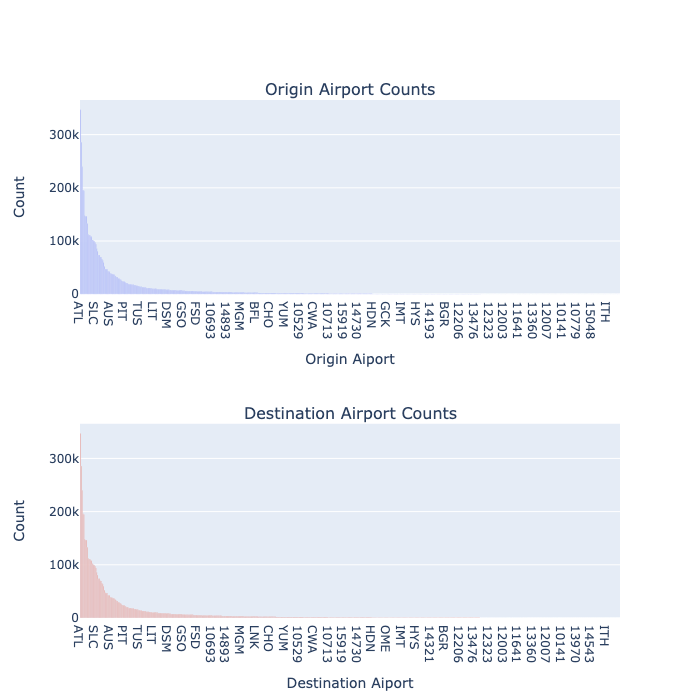 Origin Airport Counts
300k
200k
100k
0
Count
ATL SLC AUS PIT TUS LIT DSM GSO FSD 10693 14893 MGM BFL CHO YUM 10529 CWA 10713 15919 14730 HDN GCK IMT HYS 14193 BGR 12206 13476 12323 12003 11641 13360 12007 10141 10779 15048 ITH
Origin Aiport
Destination Airport Counts
300k
200k
100k
0
Count
ATL SLC AUS PIT TUS LIT DSM GSO FSD 10693 14893 MGM LNK CHO YUM 10529 CWA 10713 15919 14730 HDN OME IMT HYS 14321 BGR 12206 13476 12323 12003 11641 13360 12007 10141 13970 14543 ITH
Destination Aiport